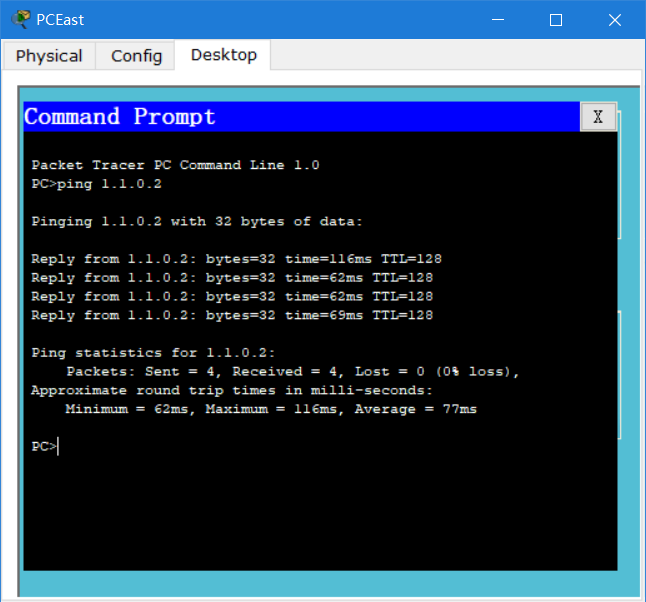 PCEast
Physical Config Desktop
Command Prompt X
Packet Tracer PC Command Line 1.0
PC>ping 1.1.0.2
Pinging 1.1.0.2 with 32 bytes of data:
Reply from 1.1.0.2: bytes=32 time=116ms TTL=128
Reply from 1.1.0.2: bytes=32 time=62ms TTL=128
Reply from 1.1.0.2: bytes=32 time=62ms TTL=128
Reply from 1.1.0.2: bytes=32 time=69ms TTL=128
Ping statistics for 1.1.0.2:
Packets: Sent = 4, Received = 4, Lost = 0 (0% loss),
Approximate round trip times in milli-seconds:
Minimum = 62ms, Maximum = 116ms, Average = 77ms
PC>